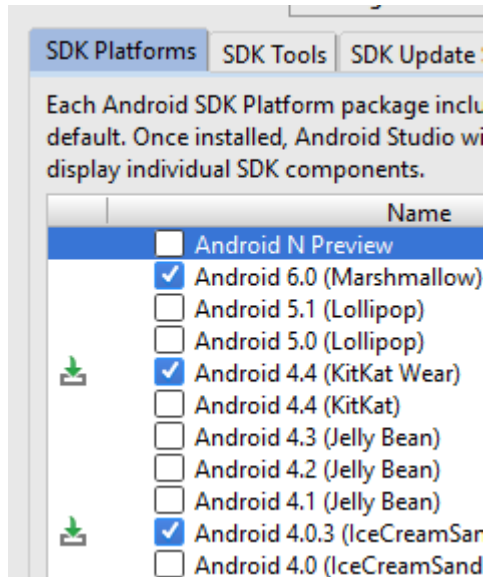 SDK Platforms SDK Tools SDK Update
Each Android SDK Platform package inclu
default. Once installed, Android Studio wi
display individual SDK components.
Name
Android N Preview
Android 6.0 (Marshmallow)
Android 5.1 (Lollipop)
Android 5.0 (Lollipop)
Android 4.4 (KitKat Wear)
Android 4.4 (KitKat)
Android 4.3 (Jelly Bean)
Android 4.2 (Jelly Bean)
Android 4.1 (Jelly Bean)
Android 4.0.3 (IceCreamSan
Android 4.0 (IceCreamSand